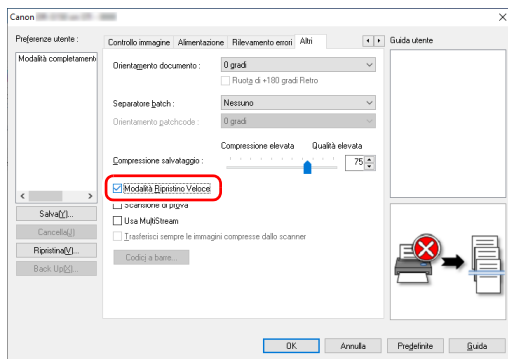 Canon
Preferenze utente :
Modalità completament
Salva(Y)...
Cancella(J)
Ripristina(V)...
Back Up(X)...
Controllo immagine Alimentazione Rilevamento errori Altri
Orientamento documento : 0 gradi
Ruota di +180 gradi Retro
Separatore batch : Nessuno
Orientamento patchcode : 0 gradi
Compressione elevata Qualità elevata
Compressione salvataggio : 75
Modalità Ripristino Veloce
Scansione di prova
Usa MultiStream
Trasferisci sempre le immagini compresse dallo scanner
Codici a barre...
Guida utente
OK Annulla Predefinite Guida